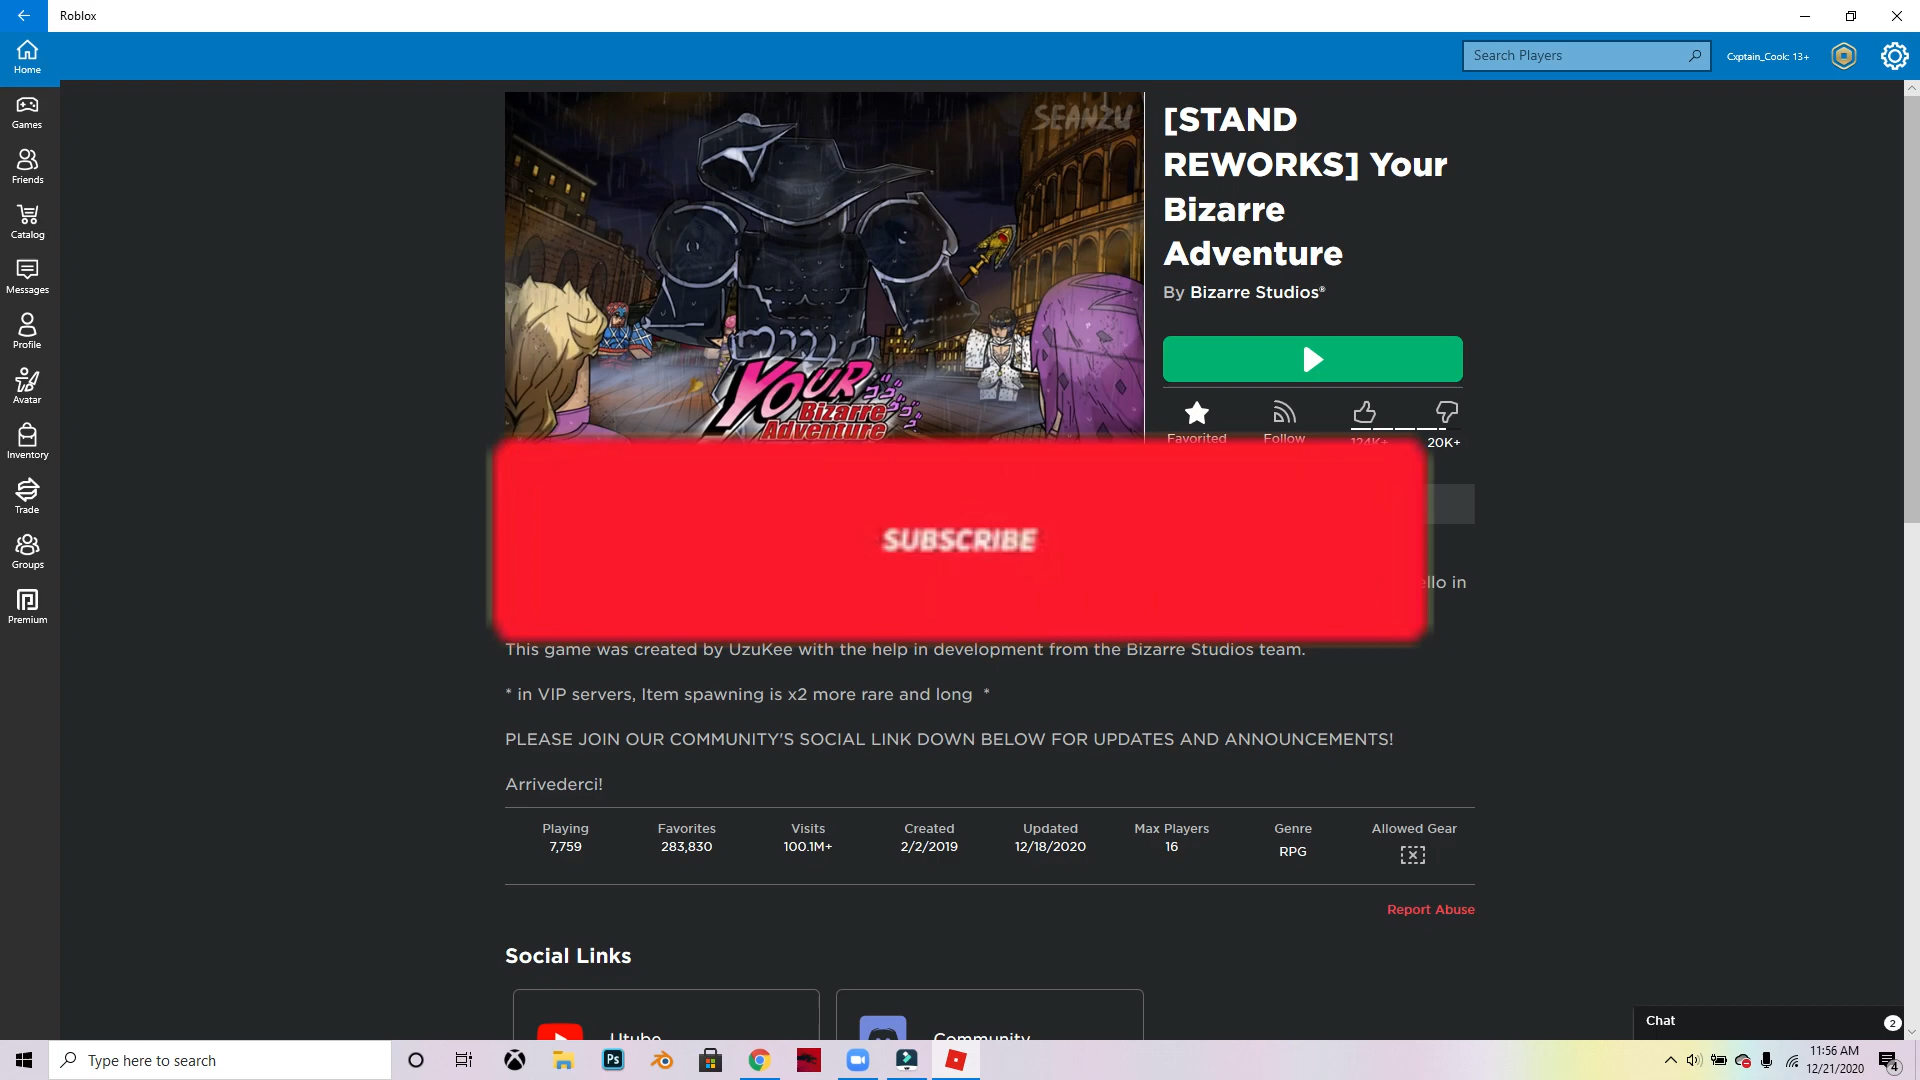 Roblox
Home
Search Players
Cxptain_Cook: 13+
Games
Friends
Catalog
Messages
Profile
Avatar
Inventory
Trade
Groups
Premium
SEANZU
YOUR
Bizarre
Adventure
[STAND
REWORKS] Your
Bizarre
Adventure
By Bizarre Studios®
Favorited
Follow
124K+
20K+
SUBSCRIBE
in
This game was created by UzuKee with the help in development from the Bizarre Studios team.
* in VIP servers, Item spawning is x2 more rare and long *
PLEASE JOIN OUR COMMUNITY'S SOCIAL LINK DOWN BELOW FOR UPDATES AND ANNOUNCEMENTS!
Arrivederci!
Playing Favorites Visits Created Updated Max Players Genre Allowed Gear
7,759 283,830 100.1M+ 2/2/2019 12/18/2020 16 RPG
Report Abuse
Social Links
Utube
Community
Chat 2
Type here to search
Ps
11:56 AM
12/21/2020
4